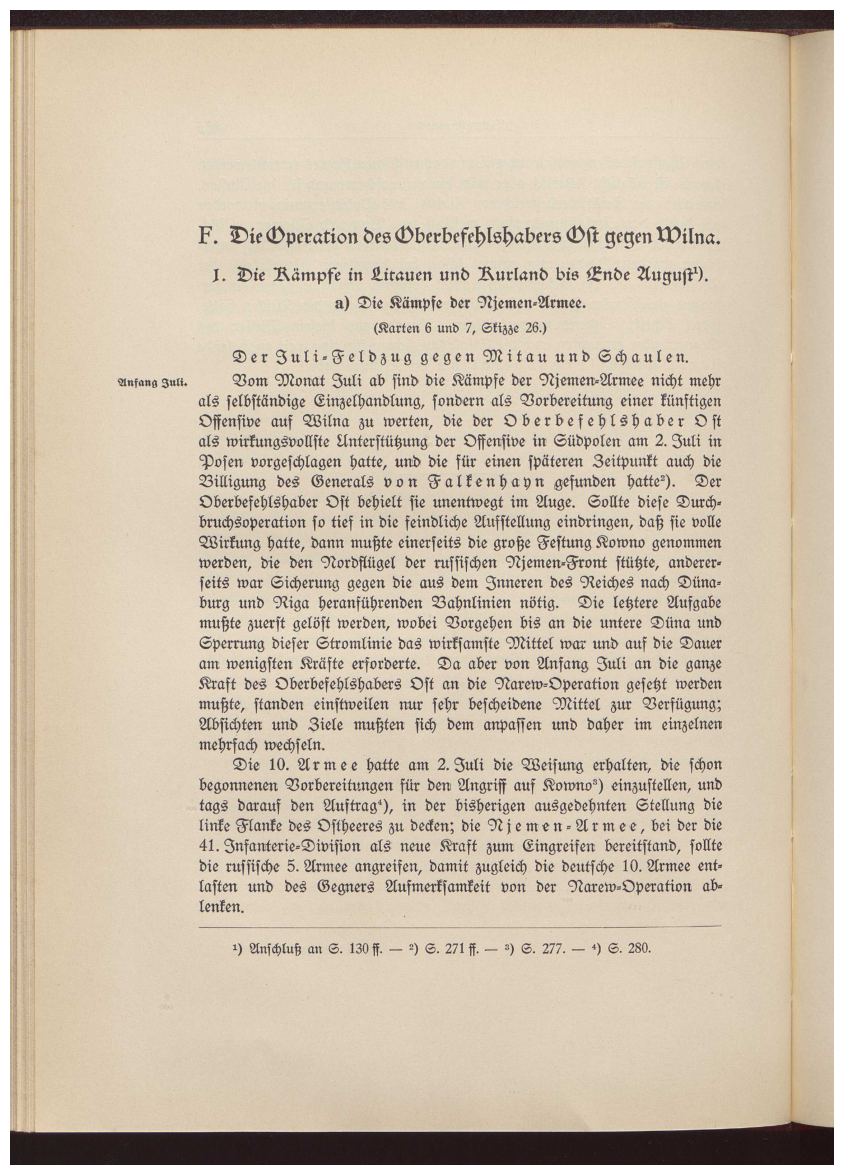 F. Die Operation des Oberbefehlshabers Ost gegen Wilna.
1. Die Kämpfe in Litauen und Kurland bis Ende August¹).
a) Die Kämpfe der Njemen-Armee.
(Karten 6 und 7, Skizze 26.)
Der Juli-Feldzug gegen Mitau und Schaulen.
Anfang Juli.
Vom Monat Juli ab sind die Kämpfe der Njemen-Armee nicht mehr
als selbständige Einzelhandlung, sondern als Vorbereitung einer künftigen
Offensive auf Wilna zu werten, die der Oberbefehlshaber Ost
als wirkungsvollste Unterstützung der Offensive in Südpolen am 2. Juli in
Posen vorgeschlagen hatte, und die für einen späteren Zeitpunkt auch die
Billigung des Generals von Falkenhayn gefunden hatte²). Der
Oberbefehlshaber Ost behielt sie unentwegt im Auge. Sollte diese Durch-
bruchsoperation so tief in die feindliche Aufstellung eindringen, daß sie volle
Wirkung hatte, dann mußte einerseits die große Festung Kowno genommen
werden, die den Nordflügel der russischen Njemen-Front stützte, anderer-
seits war Sicherung gegen die aus dem Inneren des Reiches nach Düna-
burg und Riga heranführenden Bahnlinien nötig. Die letztere Aufgabe
mußte zuerst gelöst werden, wobei Vorgehen bis an die untere Düna und
Sperrung dieser Stromlinie das wirksamste Mittel war und auf die Dauer
am wenigsten Kräfte erforderte. Da aber von Anfang Juli an die ganze
Kraft des Oberbefehlshabers Ost an die Narew-Operation gesetzt werden
mußte, standen einstweilen nur sehr bescheidene Mittel zur Verfügung;
Absichten und Ziele mußten sich dem anpassen und daher im einzelnen
mehrfach wechseln.
Die 10. Armee hatte am 2. Juli die Weisung erhalten, die schon
begonnenen Vorbereitungen für den Angriff auf Kowno³) einzustellen, und
tags darauf den Auftrag⁴), in der bisherigen ausgedehnten Stellung die
linke Flanke des Ostheeres zu decken; die Njemen-Armee, bei der die
41. Infanterie-Division als neue Kraft zum Eingreifen bereitstand, sollte
die russische 5. Armee angreifen, damit zugleich die deutsche 10. Armee ent-
lasten und des Gegners Aufmerksamkeit von der Narew-Operation ab-
lenken.
¹) Anschluß an S. 130 ff. — ²) S. 271 ff. — ³) S. 277. — ⁴) S. 280.